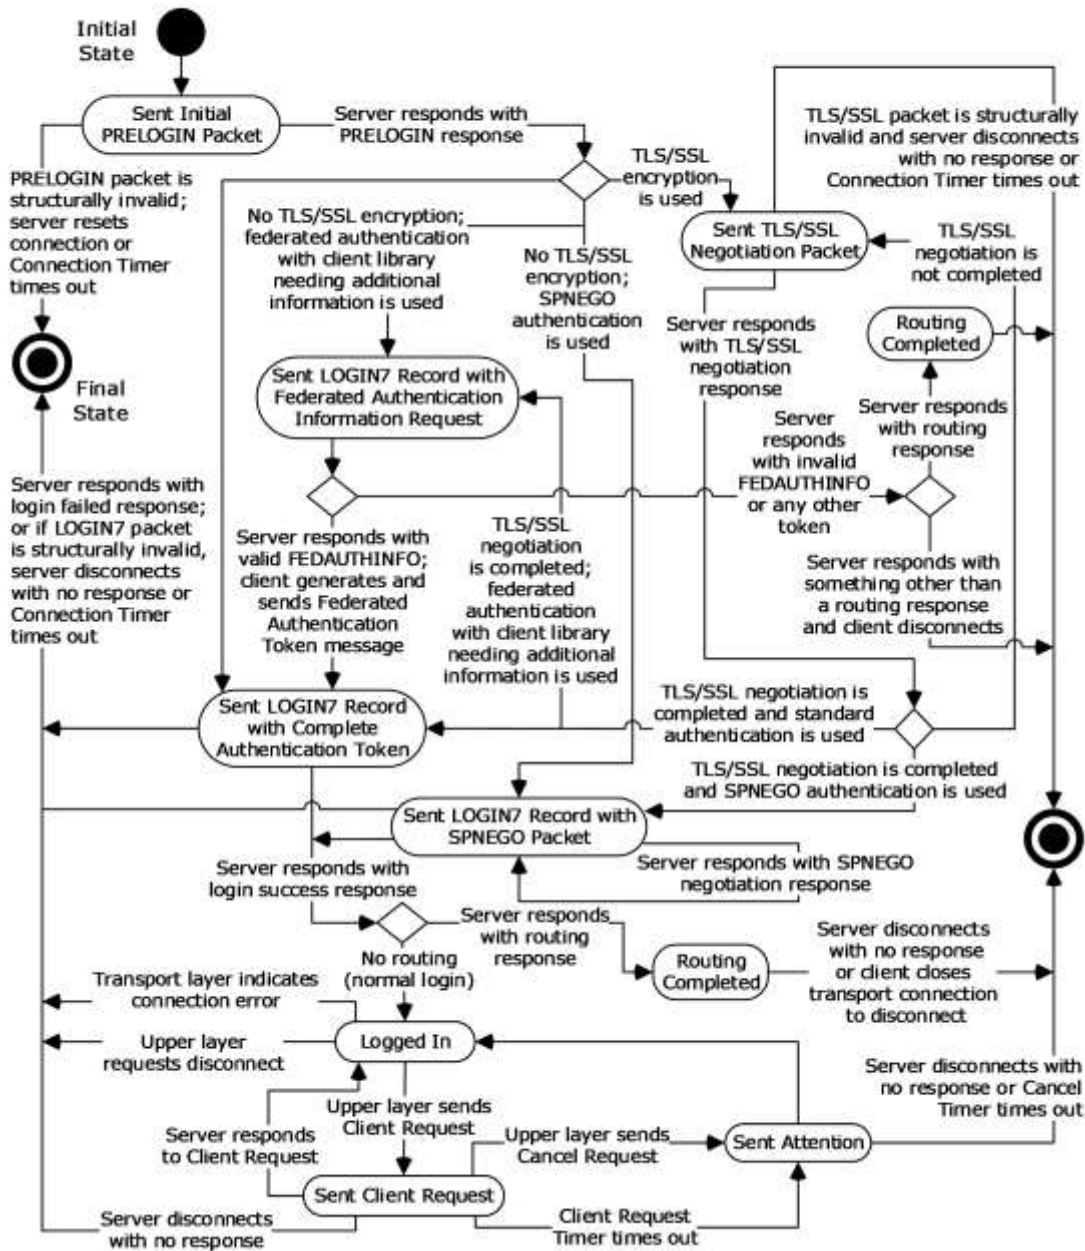 Initial
State
Sent Initial
PRELOGIN Packet
Server responds with
PRELOGIN response
TLS/SSL packet is structurally
invalid and server disconnects
with no response or
Connection Timer times out
TLS/SSL
encryption
is used
PRELOGIN packet is
structurally invalid;
server resets
connection or
Connection Timer
times out
No TLS/SSL encryption;
federated authentication
with client library
needing additional
information is used
No TLS/SSL
encryption;
SPNEGO
authentication
is used
Sent TLS/SSL
Negotiation Packet
TLS/SSL
negotiation is
not completed
Server responds
with TLS/SSL
negotiation
response
Routing
Completed
Final
State
Sent LOGIN7 Record with
Federated Authentication
Information Request
Server
responds
with invalid
FEDAUTHINFO
or any other
token
Server responds
with routing
response
Server responds with
login failed response;
or if LOGIN7 packet
is structurally invalid,
server disconnects
with no response or
Connection Timer
times out
Server responds with
valid FEDAUTHINFO;
client generates and
sends Federated
Authentication
Token message
TLS/SSL
negotiation
is completed;
federated
authentication
with client library
needing additional
information is used
Server responds with
something other than
a routing response
and client disconnects
Sent LOGIN7 Record
with Complete
Authentication Token
TLS/SSL negotiation is
completed and standard
authentication is used
TLS/SSL negotiation is completed
and SPNEGO authentication is used
Sent LOGIN7 Record with
SPNEGO Packet
Server responds with SPNEGO
negotiation response
Server responds with
login success response
Server responds
with routing
response
No routing
(normal login)
Routing
Completed
Server disconnects
with no response
or client closes
transport connection
to disconnect
Transport layer indicates
connection error
Logged In
Upper layer
requests disconnect
Server disconnects with
no response or Cancel
Timer times out
Upper layer sends
Client Request
Server responds
to Client Request
Upper layer sends
Cancel Request
Sent Attention
Sent Client Request
Server disconnects
with no response
Client Request
Timer times out